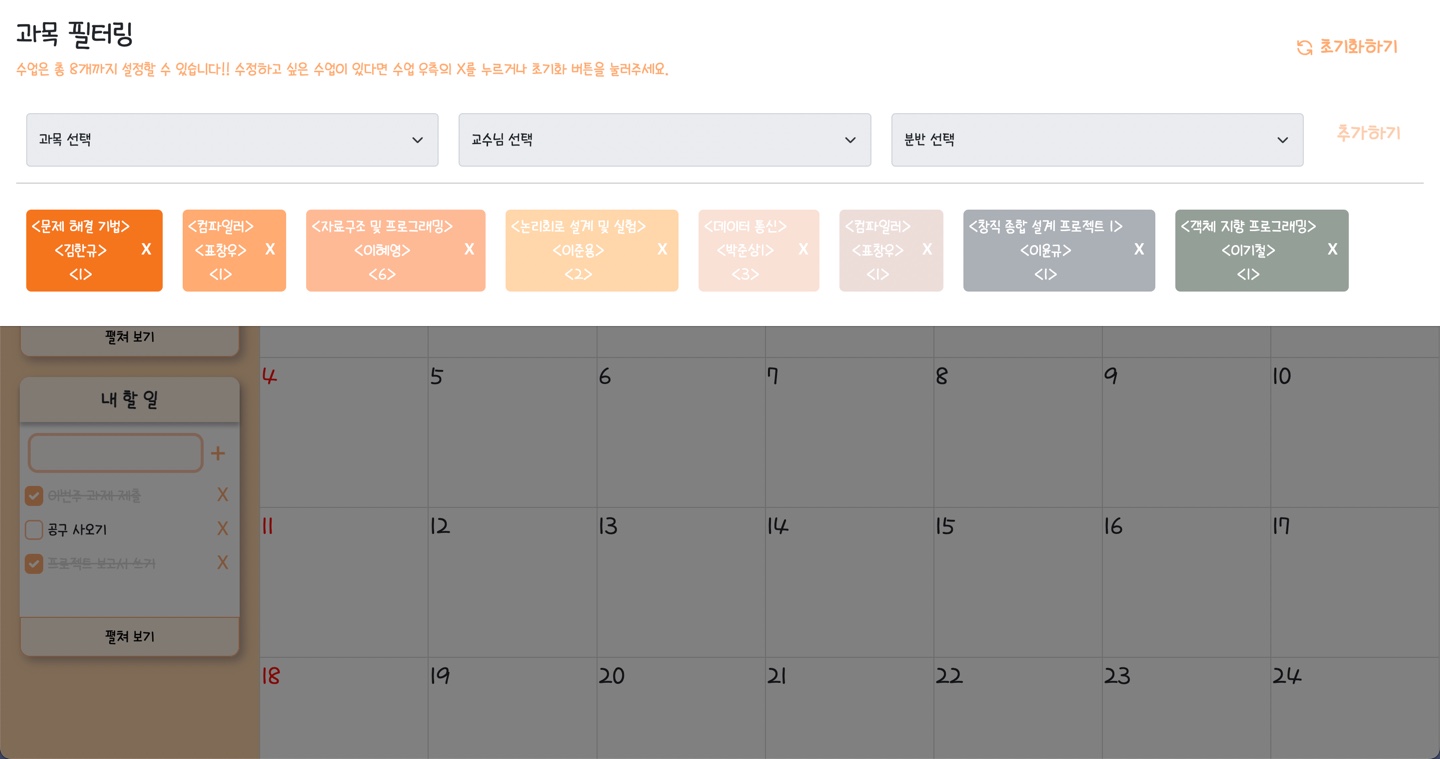 과목 필터링
초기화하기
수업은 총 8개까지 설정할 수 있습니다!! 수정하고 싶은 수업이 있다면 수업 우측의 X를 누르거나 초기화 버튼을 눌러주세요.
과목 선택
교수님 선택
분반 선택
추가하기
<문제 해결 기법>
<김한규> X
<1>
<컴파일러>
<표창우> X
<1>
<자료구조 및 프로그래밍>
<이혜영> X
<6>
<논리회로 설계 및 실험>
<이준용> X
<2>
<데이터 통신>
<박준상1> X
<3>
<컴파일러>
<표창우> X
<1>
<창직 종합 설계 프로젝트 1>
<이윤규> X
<1>
<객체 지향 프로그래밍>
<이기철> X
<1>
펼쳐 보기
내 할 일
+
이번주 과제 제출 X
공구 사오기 X
프로젝트 보고서 쓰기 X
펼쳐 보기
4 5 6 7 8 9 10
11 12 13 14 15 16 17
18 19 20 21 22 23 24